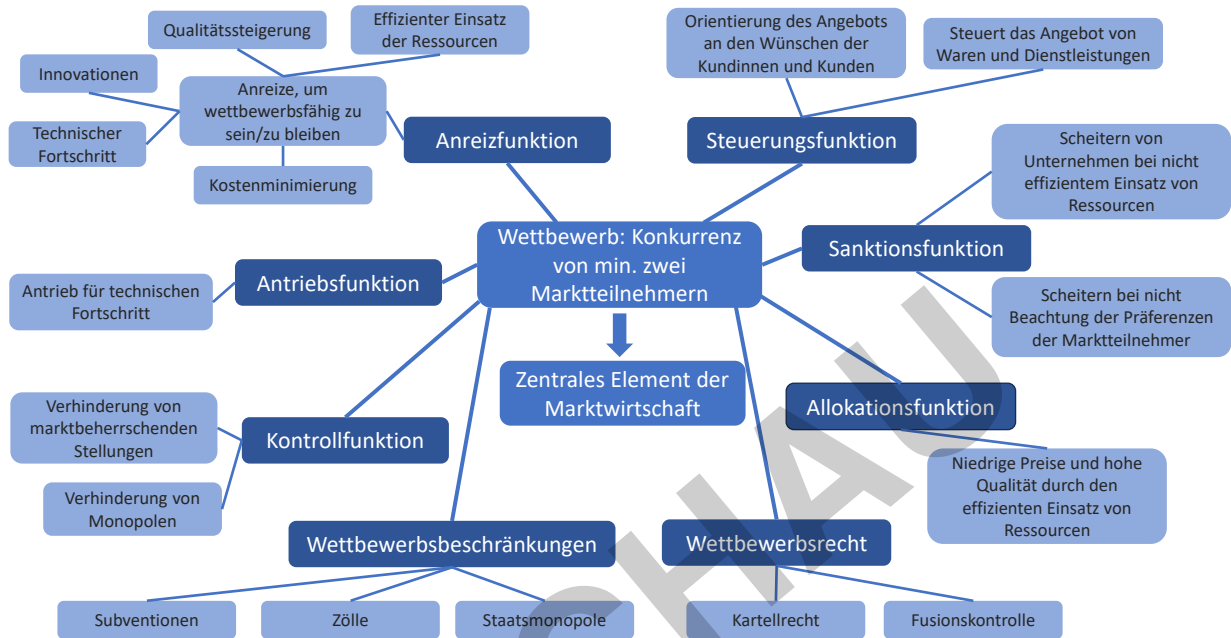 Qualitätssteigerung
Effizienter Einsatz
der Ressourcen
Innovationen
Anreize, um
wettbewerbsfähig zu
sein/zu bleiben
Technischer
Fortschritt
Kostenminimierung
Anreizfunktion
Orientierung des Angebots
an den Wünschen der
Kundinnen und Kunden
Steuert das Angebot von
Waren und Dienstleistungen
Steuerungsfunktion
Scheitern von
Unternehmen bei nicht
effizientem Einsatz von
Ressourcen
Wettbewerb: Konkurrenz
von min. zwei
Marktteilnehmern
Sanktionsfunktion
Antriebsfunktion
Antrieb für technischen
Fortschritt
Scheitern bei nicht
Beachtung der Präferenzen
der Marktteilnehmer
Zentrales Element der
Marktwirtschaft
Allokationsfunktion
Verhinderung von
marktbeherrschenden
Stellungen
Kontrollfunktion
Verhinderung von
Monopolen
Niedrige Preise und hohe
Qualität durch den
effizienten Einsatz von
Ressourcen
Wettbewerbsbeschränkungen
Wettbewerbsrecht
Subventionen
Zölle
Staatsmonopole
Kartellrecht
Fusionskontrolle
CHAU